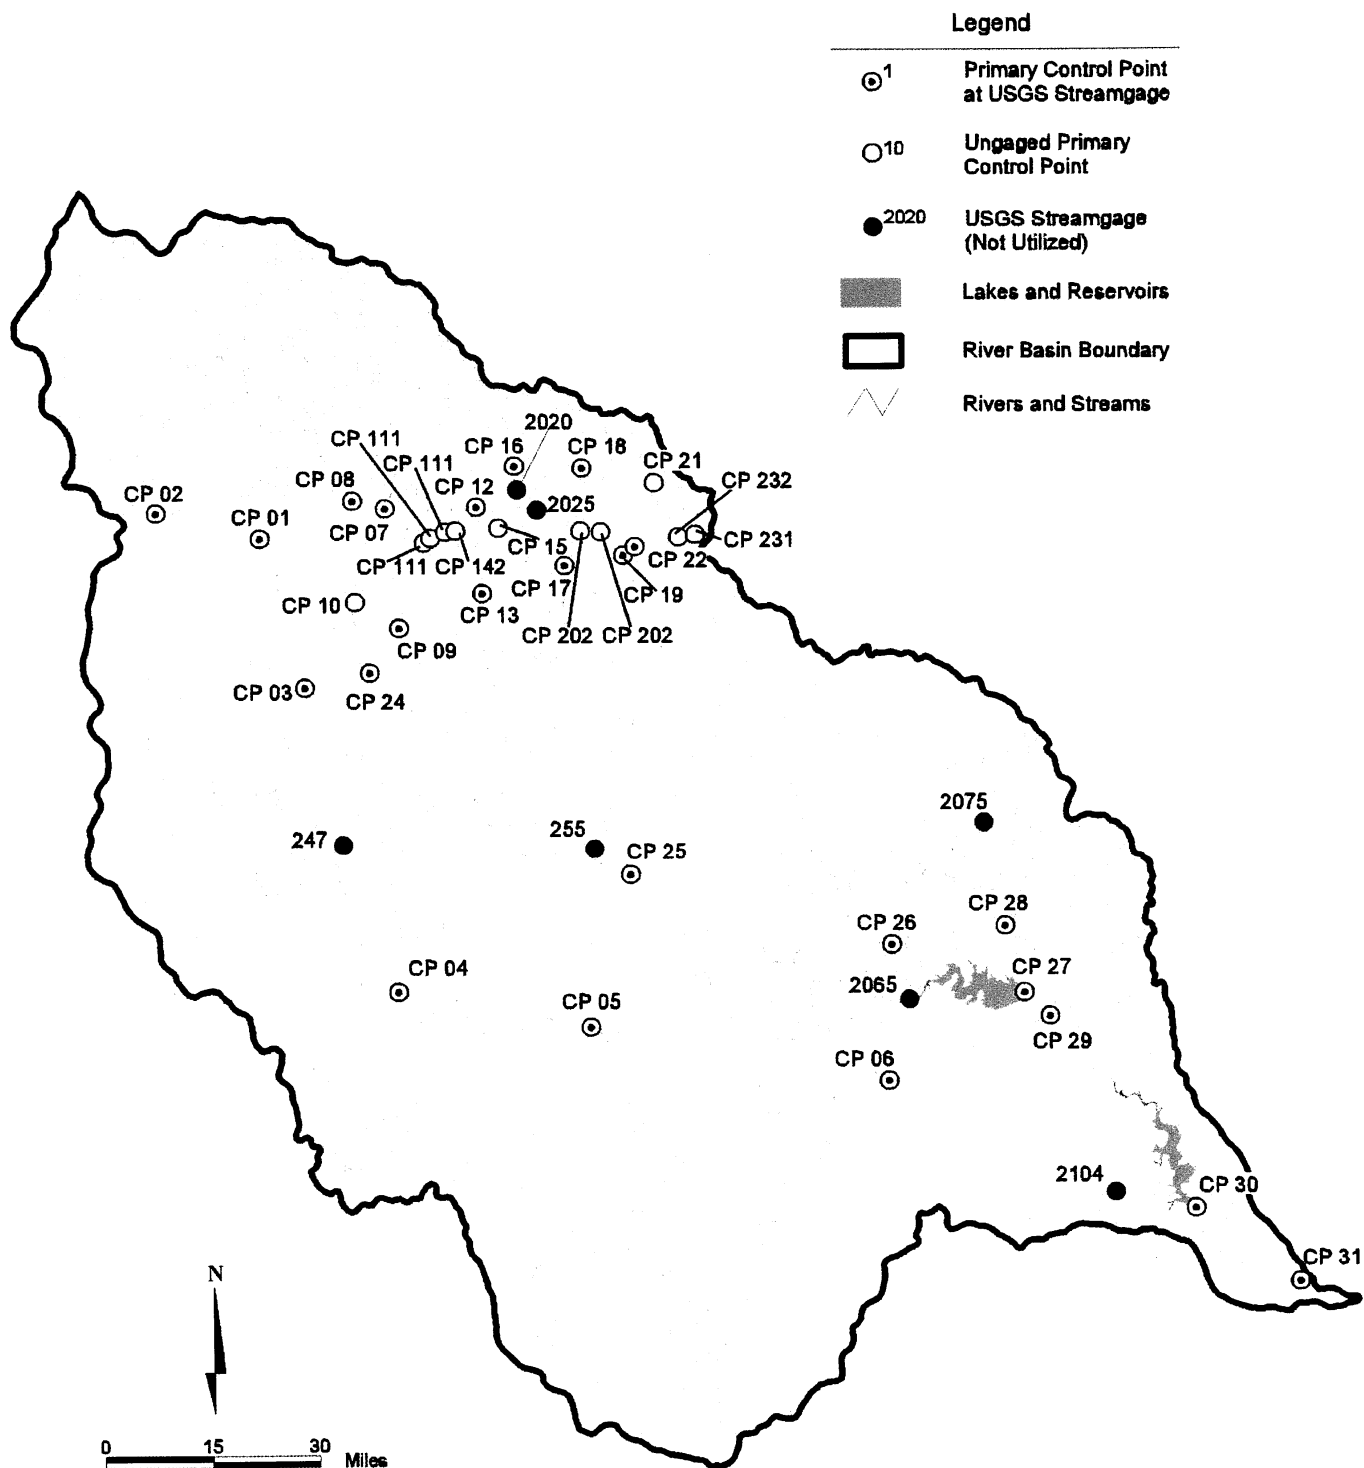 Legend
1
Primary Control Point
at USGS Streamgage
10
Ungaged Primary
Control Point
2020
USGS Streamgage
(Not Utilized)
Lakes and Reservoirs
River Basin Boundary
Rivers and Streams
2020
CP 111
CP 16
CP 18
CP 111
CP 21
CP 232
CP 08
CP 12
CP 02
2025
CP 01
CP 07
CP 15
CP 231
CP 22
CP 111
CP 142
CP 17
CP 19
CP 10
CP 13
CP 202
CP 202
CP 09
CP 03
CP 24
2075
247
255
CP 25
CP 28
CP 26
CP 04
CP 27
2065
CP 05
CP 29
CP 06
2104
CP 30
CP 31
N
0
15
30
Miles